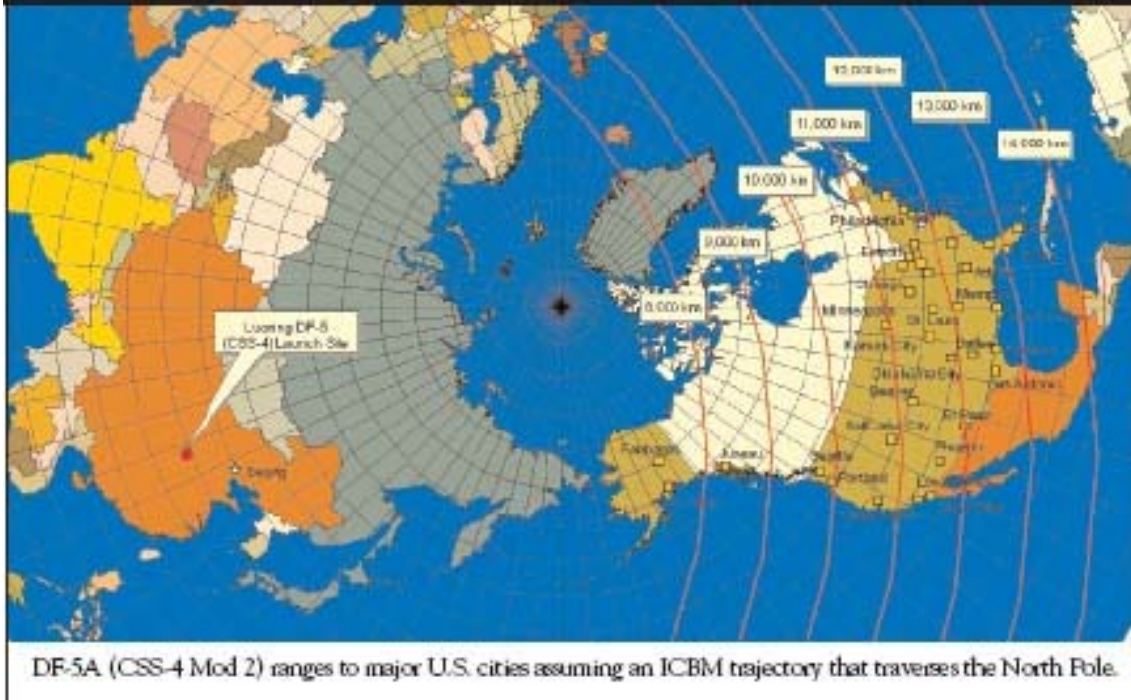 12,000 km
13,000 km
11,000 km
14,000 km
10,000 km
Philadelphia
9,000 km
8,000 km
Minneapolis
St. Louis
Kansas City
Luoning DF-5
(CSS-4) Launch Site
Oklahoma City
Denver
San Antonio
El Paso
Salt Lake City
Phoenix
Fairbanks
Juneau
Seattle
Portland
Beijing
DF-5A (CSS-4 Mod 2) ranges to major U.S. cities assuming an ICBM trajectory that traverses the North Pole.